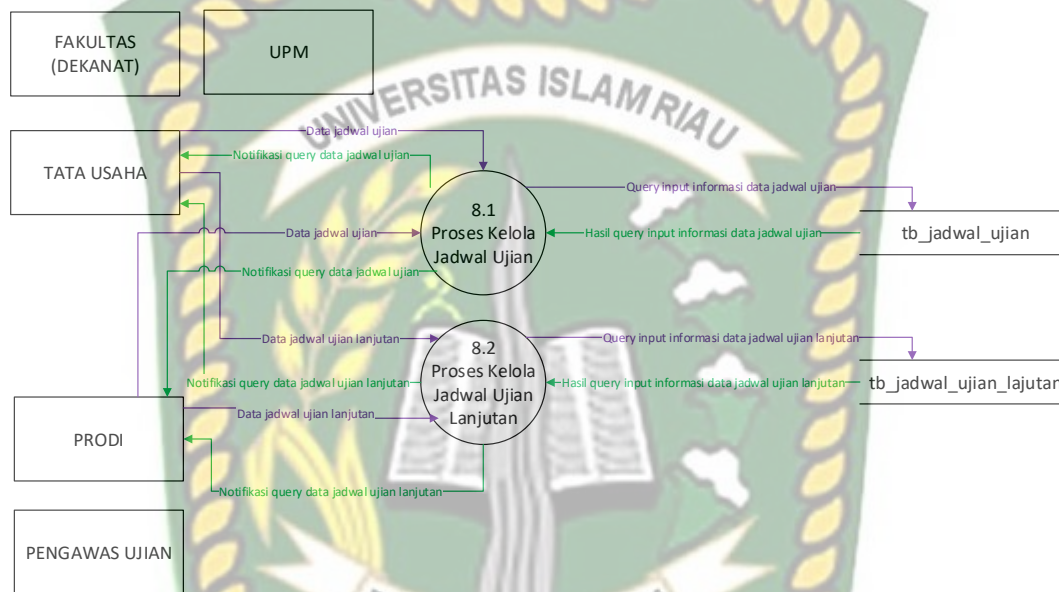 FAKULTAS
(DEKANAT)
UPM
UNIVERSITAS ISLAM RIAU
TATA USAHA
Data jadwal ujian
Notifikasi query data jadwal ujian
8.1
Proses Kelola
Jadwal Ujian
Query input informasi data jadwal ujian
tb_jadwal_ujian
Data jadwal ujian
Hasil query input informasi data jadwal ujian
Notifikasi query data jadwal ujian
Data jadwal ujian lanjutan
8.2
Proses Kelola
Jadwal Ujian
Lanjutan
Query input informasi data jadwal ujian lanjutan
tb_jadwal_ujian_lajutan
Notifikasi query data jadwal ujian lanjutan
Hasil query input informasi data jadwal ujian lanjutan
PRODI
Data jadwal ujian lanjutan
Notifikasi query data jadwal ujian lanjutan
PENGAWAS UJIAN